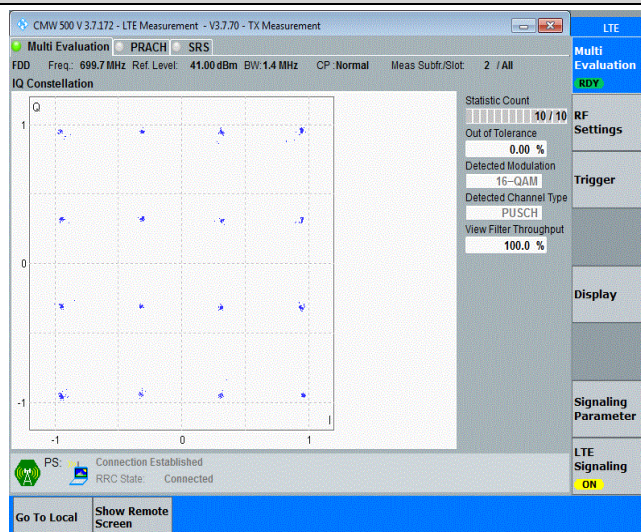 CMW 500 V 3.7.172 - LTE Measurement - V3.7.70 - TX Measurement
LTE
Multi Evaluation PRACH SRS
Multi
Evaluation
RDY
FDD Freq.: 699.7 MHz Ref. Level: 41.00 dBm BW: 1.4 MHz CP : Normal Meas Subfr./Slot: 2 / All
IQ Constellation
Q
1
0
-1
-1 0 1
I
Statistic Count
10 / 10
Out of Tolerance
0.00 %
Detected Modulation
16-QAM
Detected Channel Type
PUSCH
View Filter Throughput
100.0 %
RF
Settings
Trigger
Display
Signaling
Parameter
LTE
Signaling
ON
PS: Connection Established
RRC State: Connected
Go To Local
Show Remote
Screen